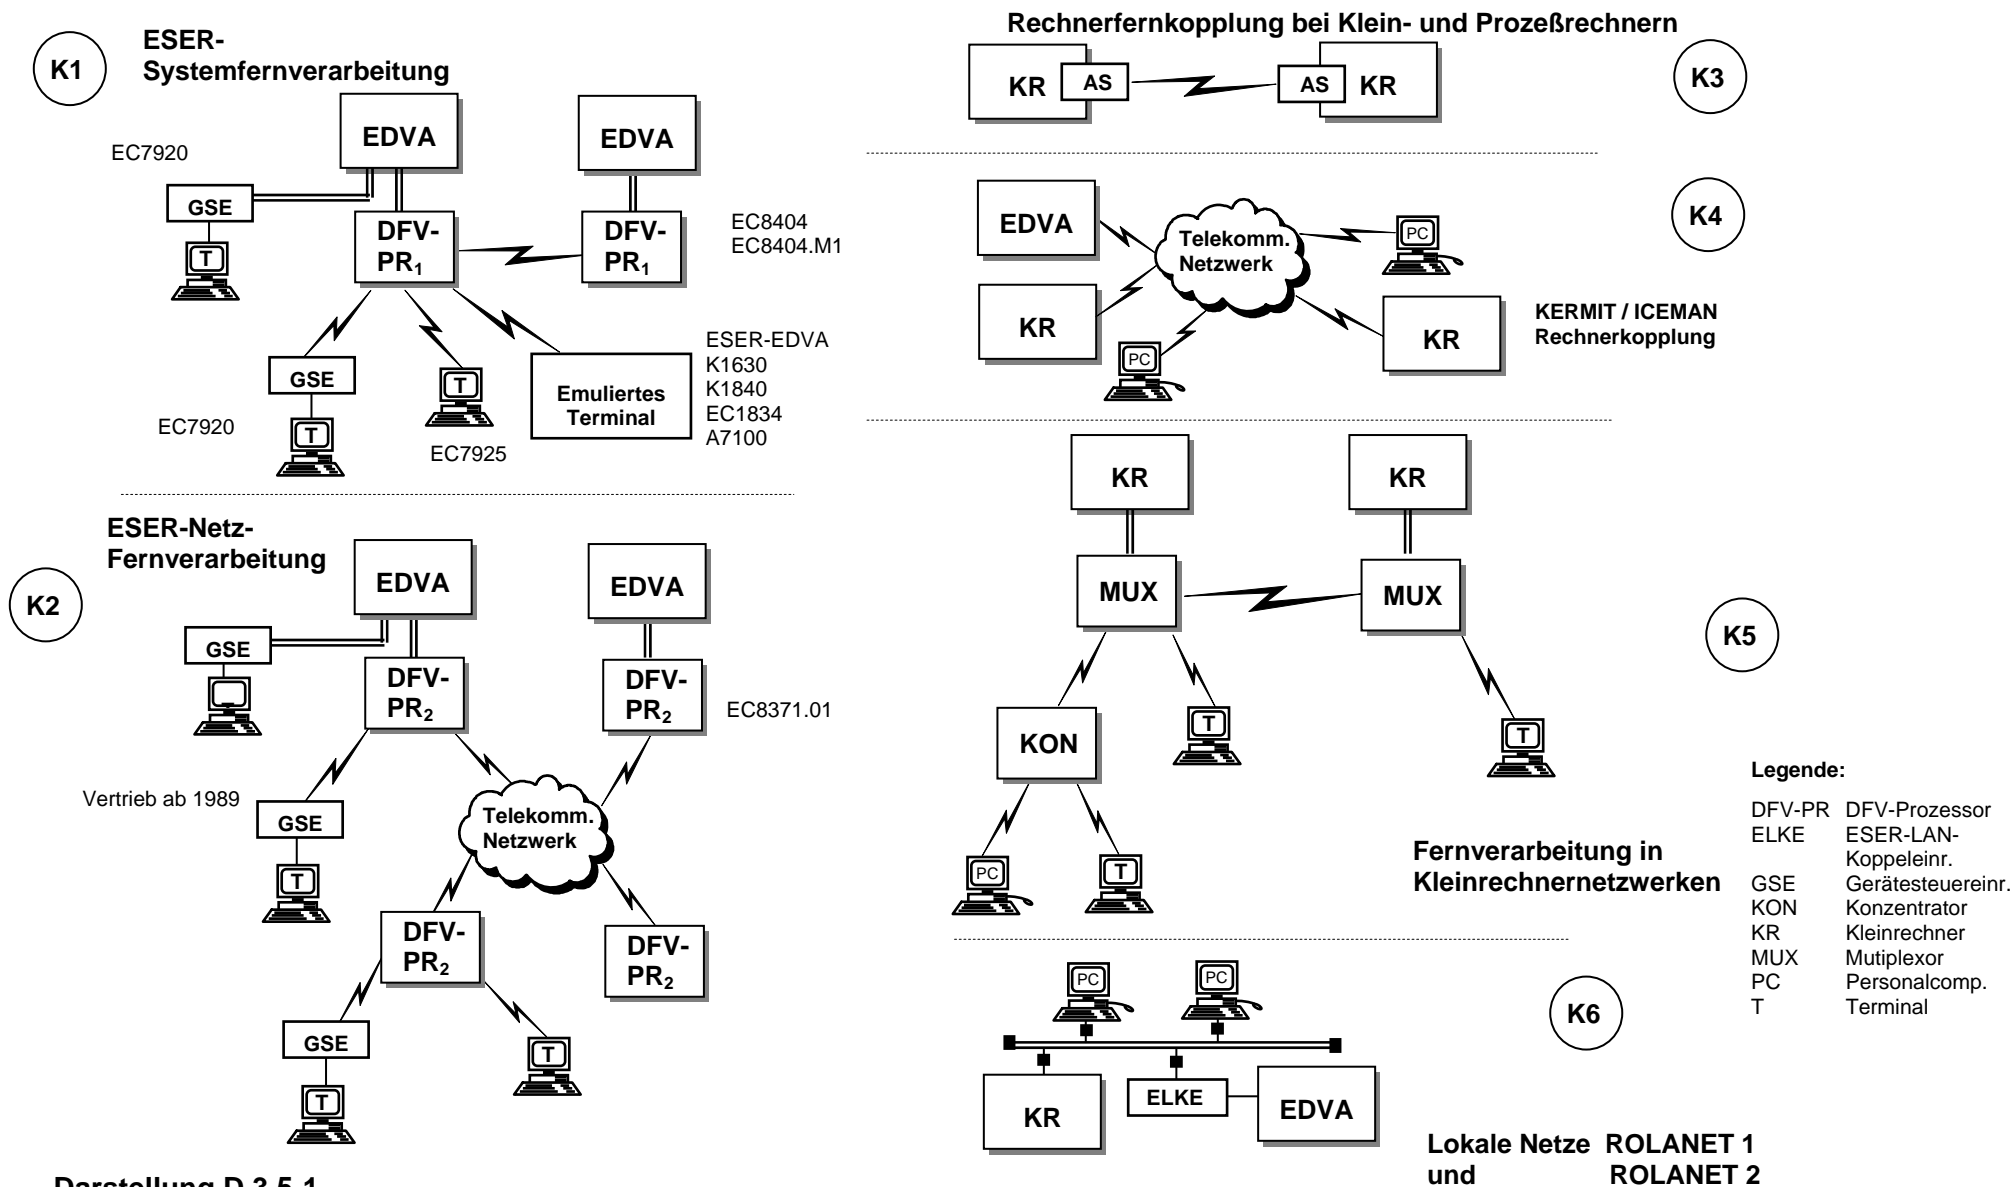 K1
ESER-
Systemfernverarbeitung
EDVA
EDVA
EC7920
GSE
T
DFV-
PR1
DFV-
PR1
EC8404
EC8404.M1
GSE
T
EC7920
T
EC7925
Emuliertes
Terminal
ESER-EDVA
K1630
K1840
EC1834
A7100
K2
ESER-Netz-
Fernverarbeitung
EDVA
EDVA
GSE
DFV-
PR2
DFV-
PR2
EC8371.01
Vertrieb ab 1989
GSE
T
Telekomm.
Netzwerk
DFV-
PR2
DFV-
PR2
GSE
T
T
Rechnerfernkopplung bei Klein- und Prozeßrechnern
KR
AS
AS
KR
K3
EDVA
Telekomm.
Netzwerk
PC
K4
KR
PC
KR
KERMIT / ICEMAN
Rechnerkopplung
KR
KR
MUX
MUX
K5
KON
T
T
PC
T
Fernverarbeitung in
Kleinrechnernetzwerken
Legende:
DFV-PR DFV-Prozessor
ELKE ESER-LAN-
Koppeleinr.
GSE Gerätesteuereinr.
KON Konzentrator
KR Kleinrechner
MUX Mutiplexor
PC Personalcomp.
T Terminal
PC
PC
K6
KR
ELKE
EDVA
Lokale Netze ROLANET 1
und ROLANET 2
Darstellung D 3.5-1